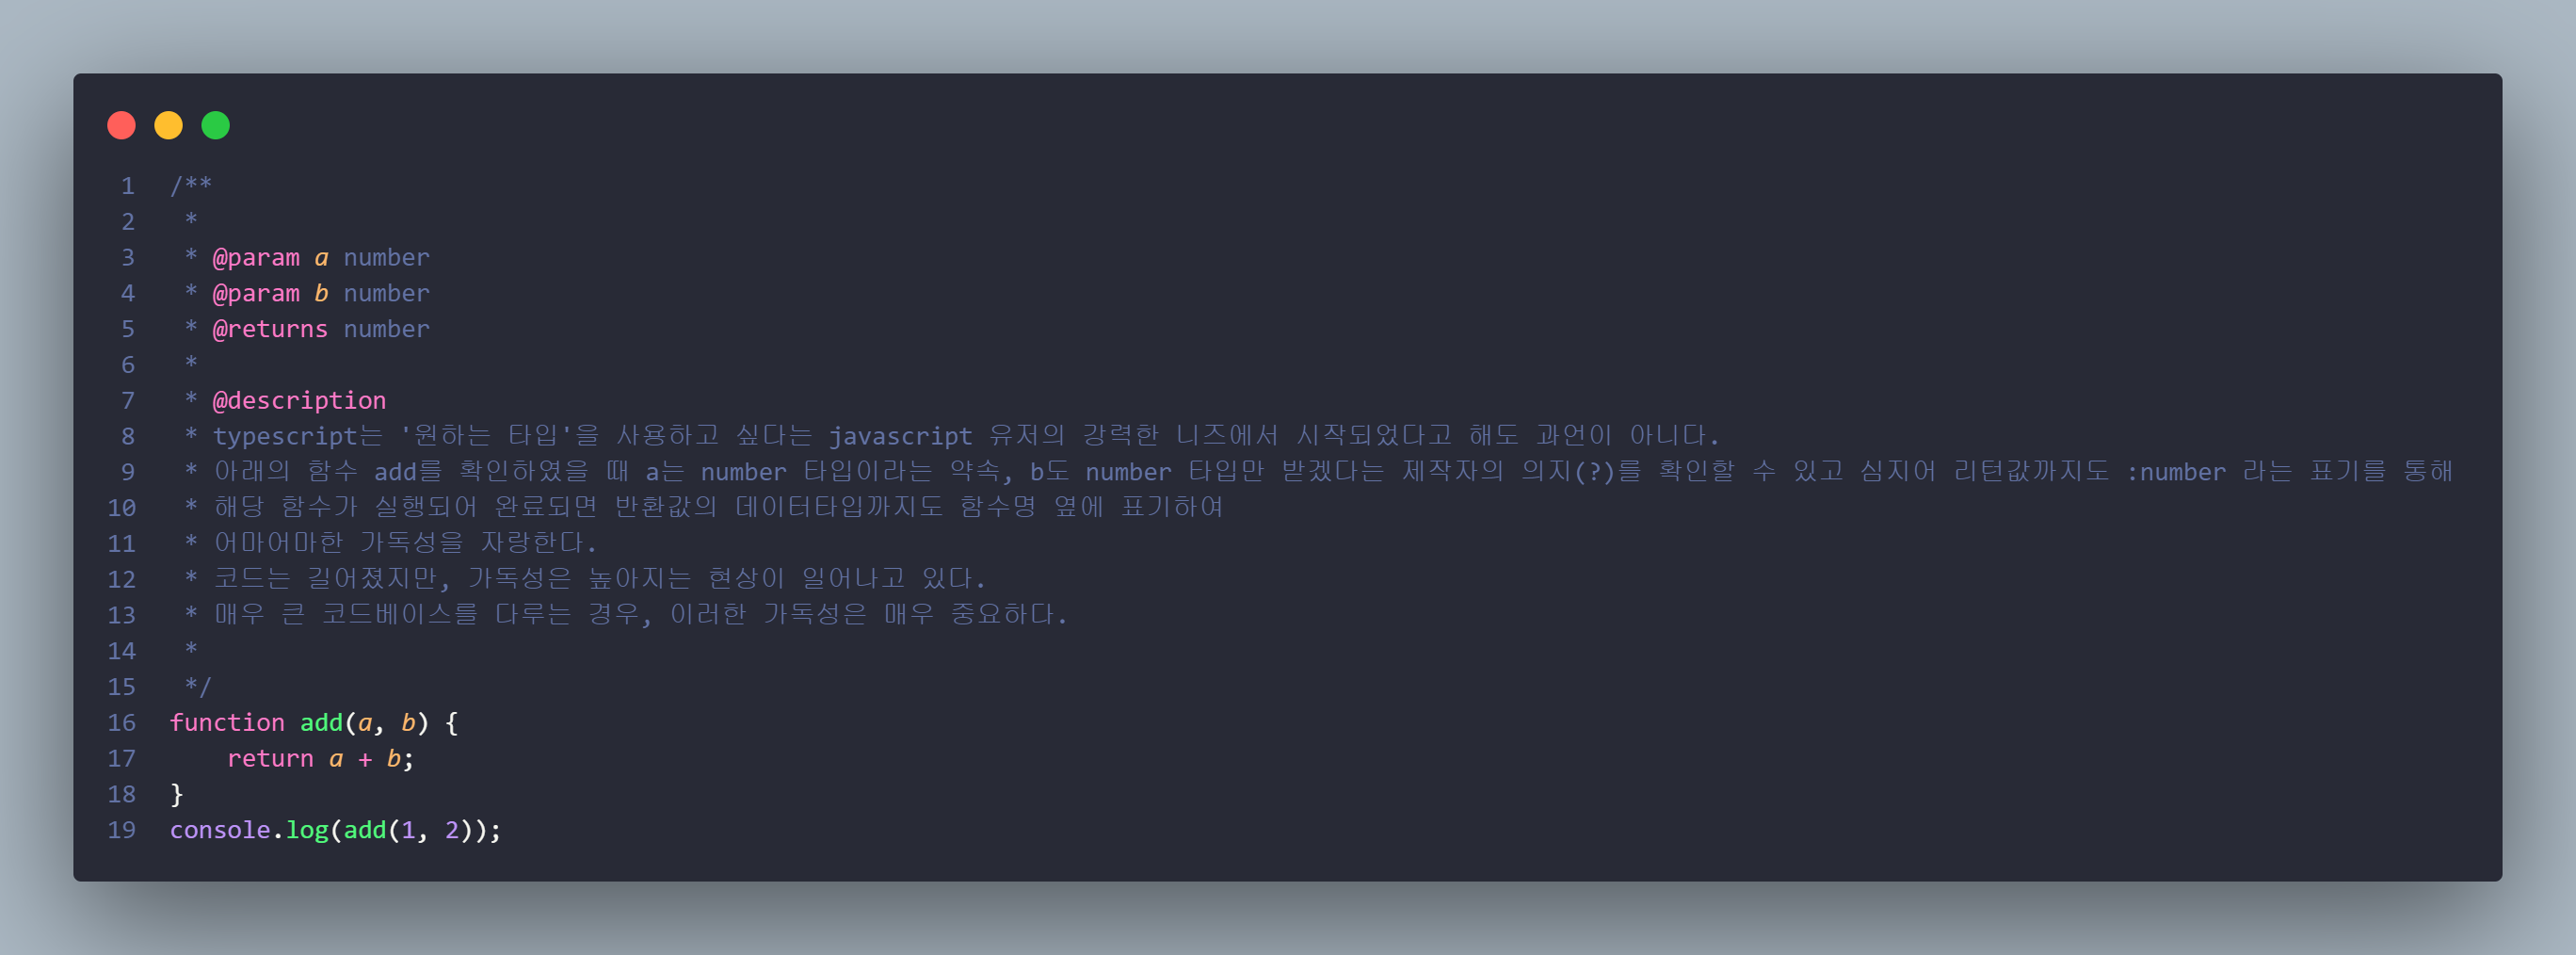 1 /**
2  *
3  * @param a number
4  * @param b number
5  * @returns number
6  *
7  * @description
8  * typescript는 '원하는 타입'을 사용하고 싶다는 javascript 유저의 강력한 니즈에서 시작되었다고 해도 과언이 아니다.
9  * 아래의 함수 add를 확인하였을 때 a는 number 타입이라는 약속, b도 number 타입만 받겠다는 제작자의 의지(?)를 확인할 수 있고 심지어 리턴값까지도 :number 라는 표기를 통해
10  * 해당 함수가 실행되어 완료되면 반환값의 데이터타입까지도 함수명 옆에 표기하여
11  * 어마어마한 가독성을 자랑한다.
12  * 코드는 길어졌지만, 가독성은 높아지는 현상이 일어나고 있다.
13  * 매우 큰 코드베이스를 다루는 경우, 이러한 가독성은 매우 중요하다.
14  *
15  */
16 function add(a, b) {
17     return a + b;
18 }
19 console.log(add(1, 2));